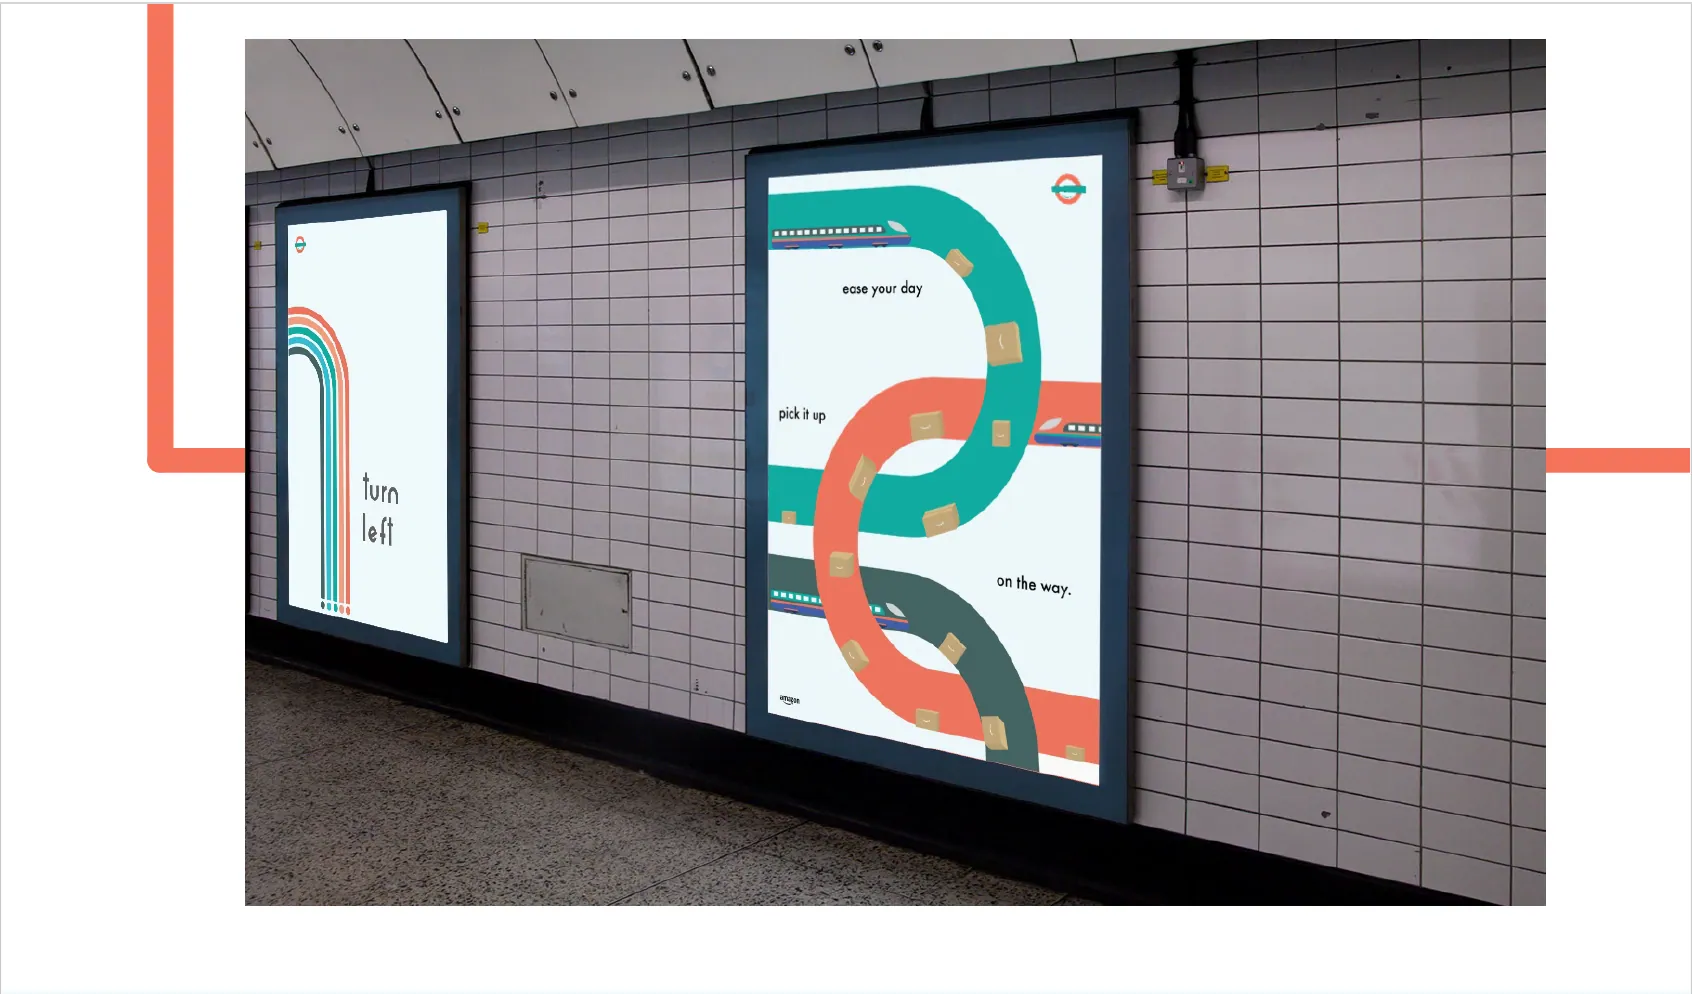 turn
left
ease your day
pick it up
on the way.
amazon